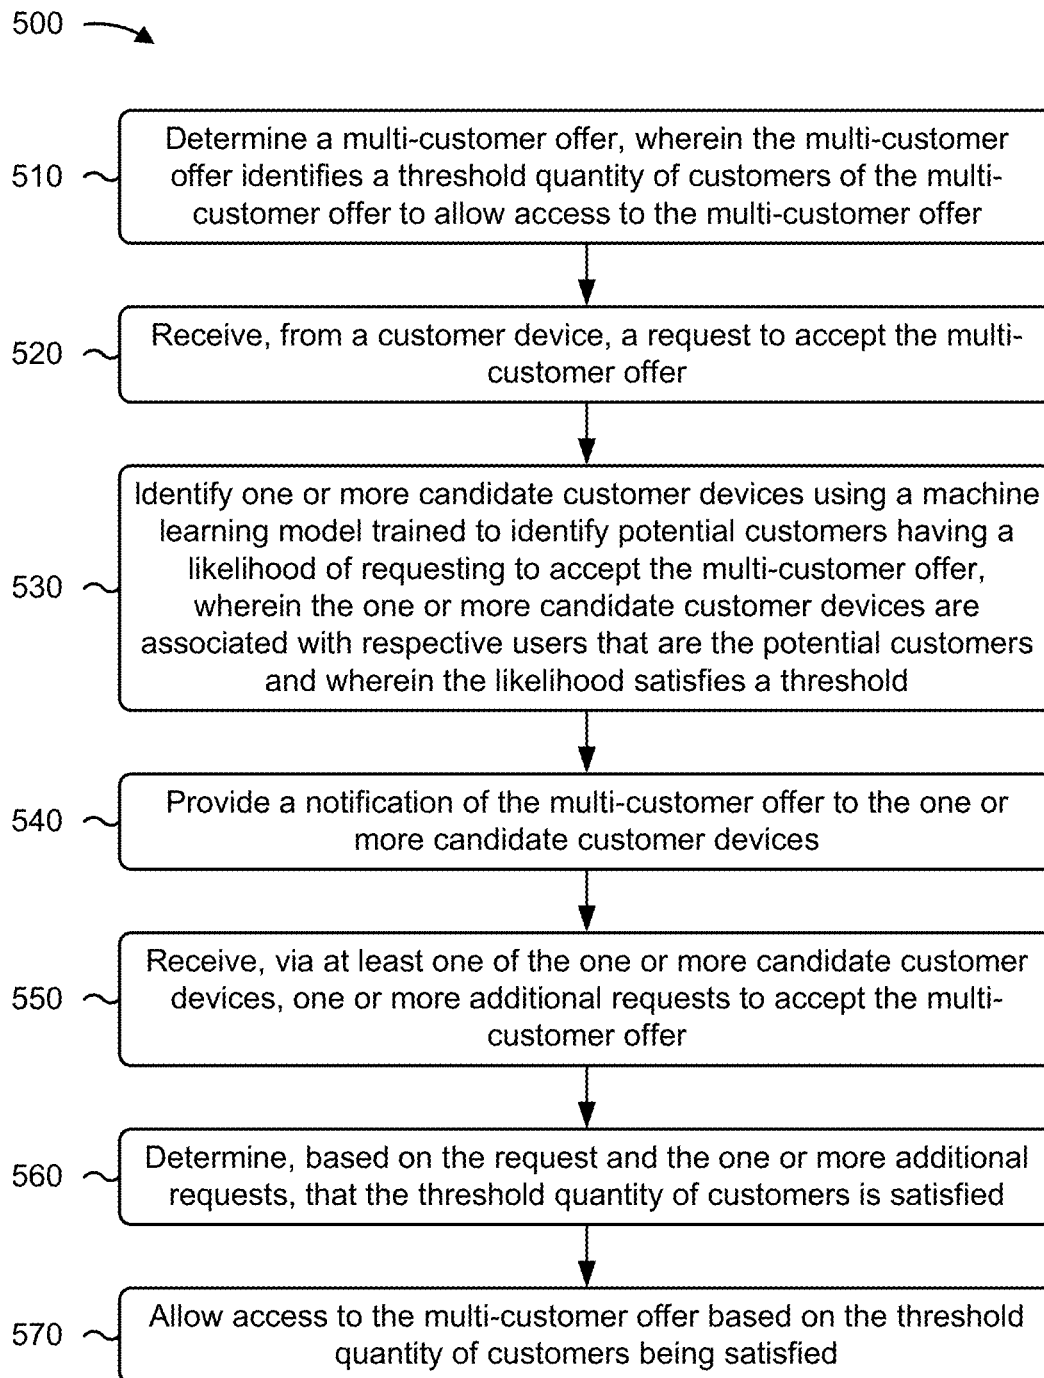 500
Determine a multi-customer offer, wherein the multi-customer
510
offer identifies a threshold quantity of customers of the multi-
customer offer to allow access to the multi-customer offer
Receive, from a customer device, a request to accept the multi-
520
customer offer
Identify one or more candidate customer devices using a machine
learning model trained to identify potential customers having a
likelihood of requesting to accept the multi-customer offer,
530
wherein the one or more candidate customer devices are
associated with respective users that are the potential customers
and wherein the likelihood satisfies a threshold
Provide a notification of the multi-customer offer to the one or
540
more candidate customer devices
Receive, via at least one of the one or more candidate customer
550
devices, one or more additional requests to accept the multi-
customer offer
Determine, based on the request and the one or more additional
560
requests, that the threshold quantity of customers is satisfied
Allow access to the multi-customer offer based on the threshold
570
quantity of customers being satisfied